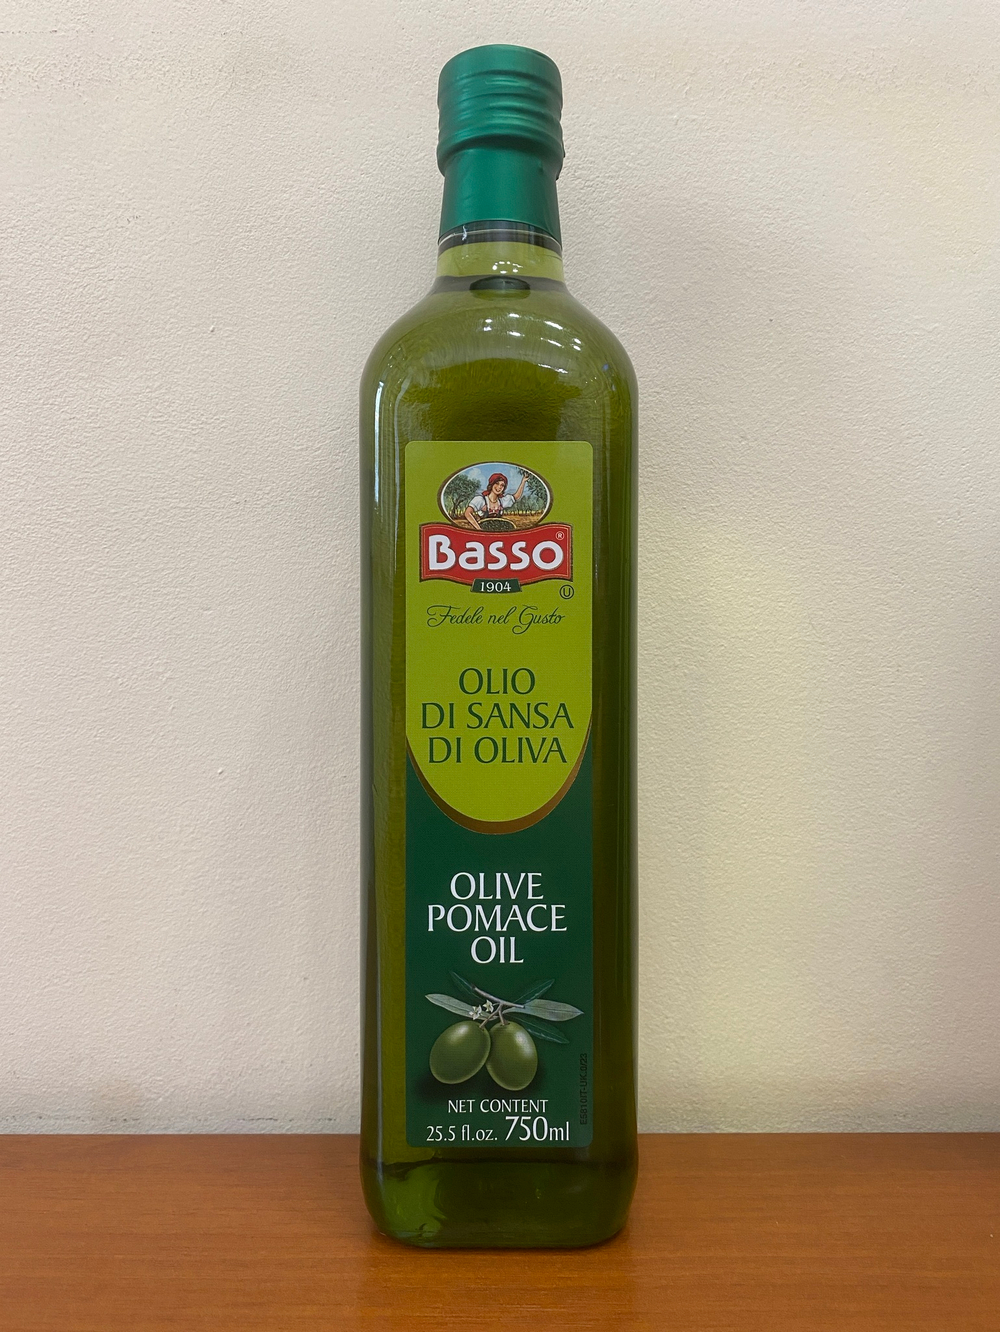 Basso®
1904
U
Fedele nel Gusto
OLIO
DI SANSA
DI OLIVA
OLIVE
POMACE
OIL
NET CONTENT
25.5 fl.oz. 750ml